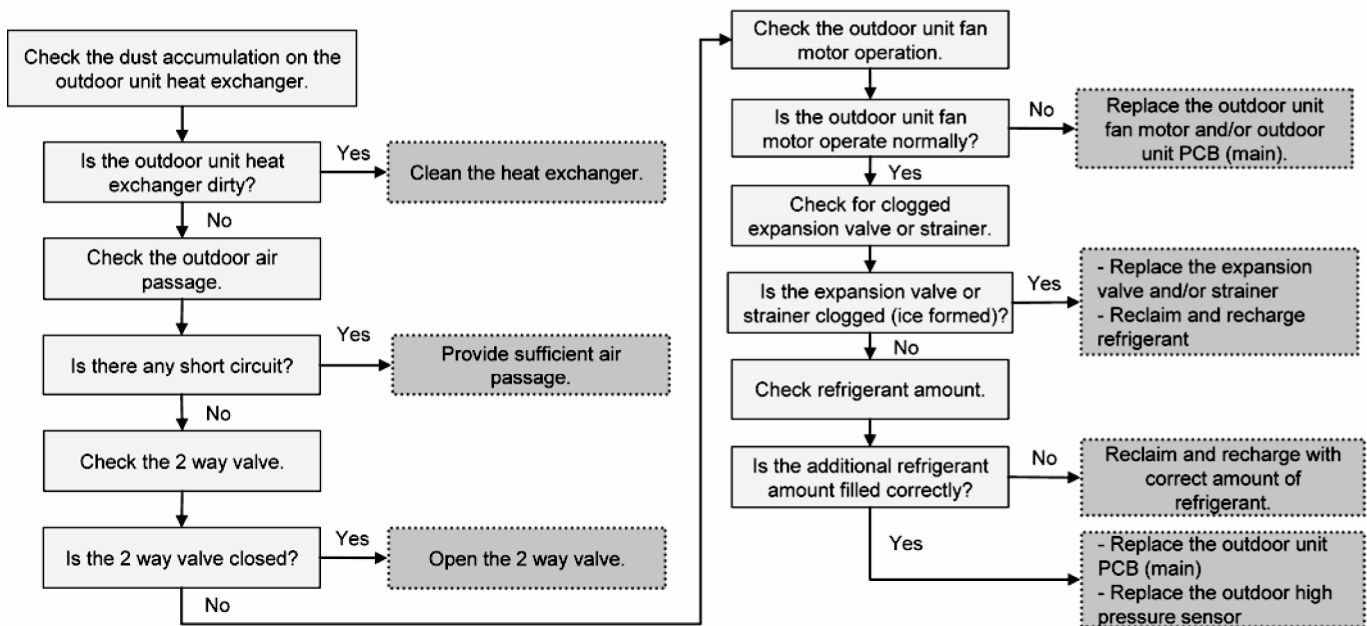 Check the dust accumulation on the
outdoor unit heat exchanger.
Is the outdoor unit heat
exchanger dirty?
Yes
Clean the heat exchanger.
No
Check the outdoor air
passage.
Is there any short circuit?
Yes
Provide sufficient air
passage.
No
Check the 2 way valve.
Is the 2 way valve closed?
Yes
Open the 2 way valve.
No
Check the outdoor unit fan
motor operation.
Is the outdoor unit fan
motor operate normally?
No
Replace the outdoor unit
fan motor and/or outdoor
unit PCB (main).
Yes
Check for clogged
expansion valve or strainer.
Is the expansion valve or
strainer clogged (ice formed)?
Yes
- Replace the expansion
valve and/or strainer
- Reclaim and recharge
refrigerant
No
Check refrigerant amount.
Is the additional refrigerant
amount filled correctly?
No
Reclaim and recharge with
correct amount of
refrigerant.
Yes
- Replace the outdoor unit
PCB (main)
- Replace the outdoor high
pressure sensor